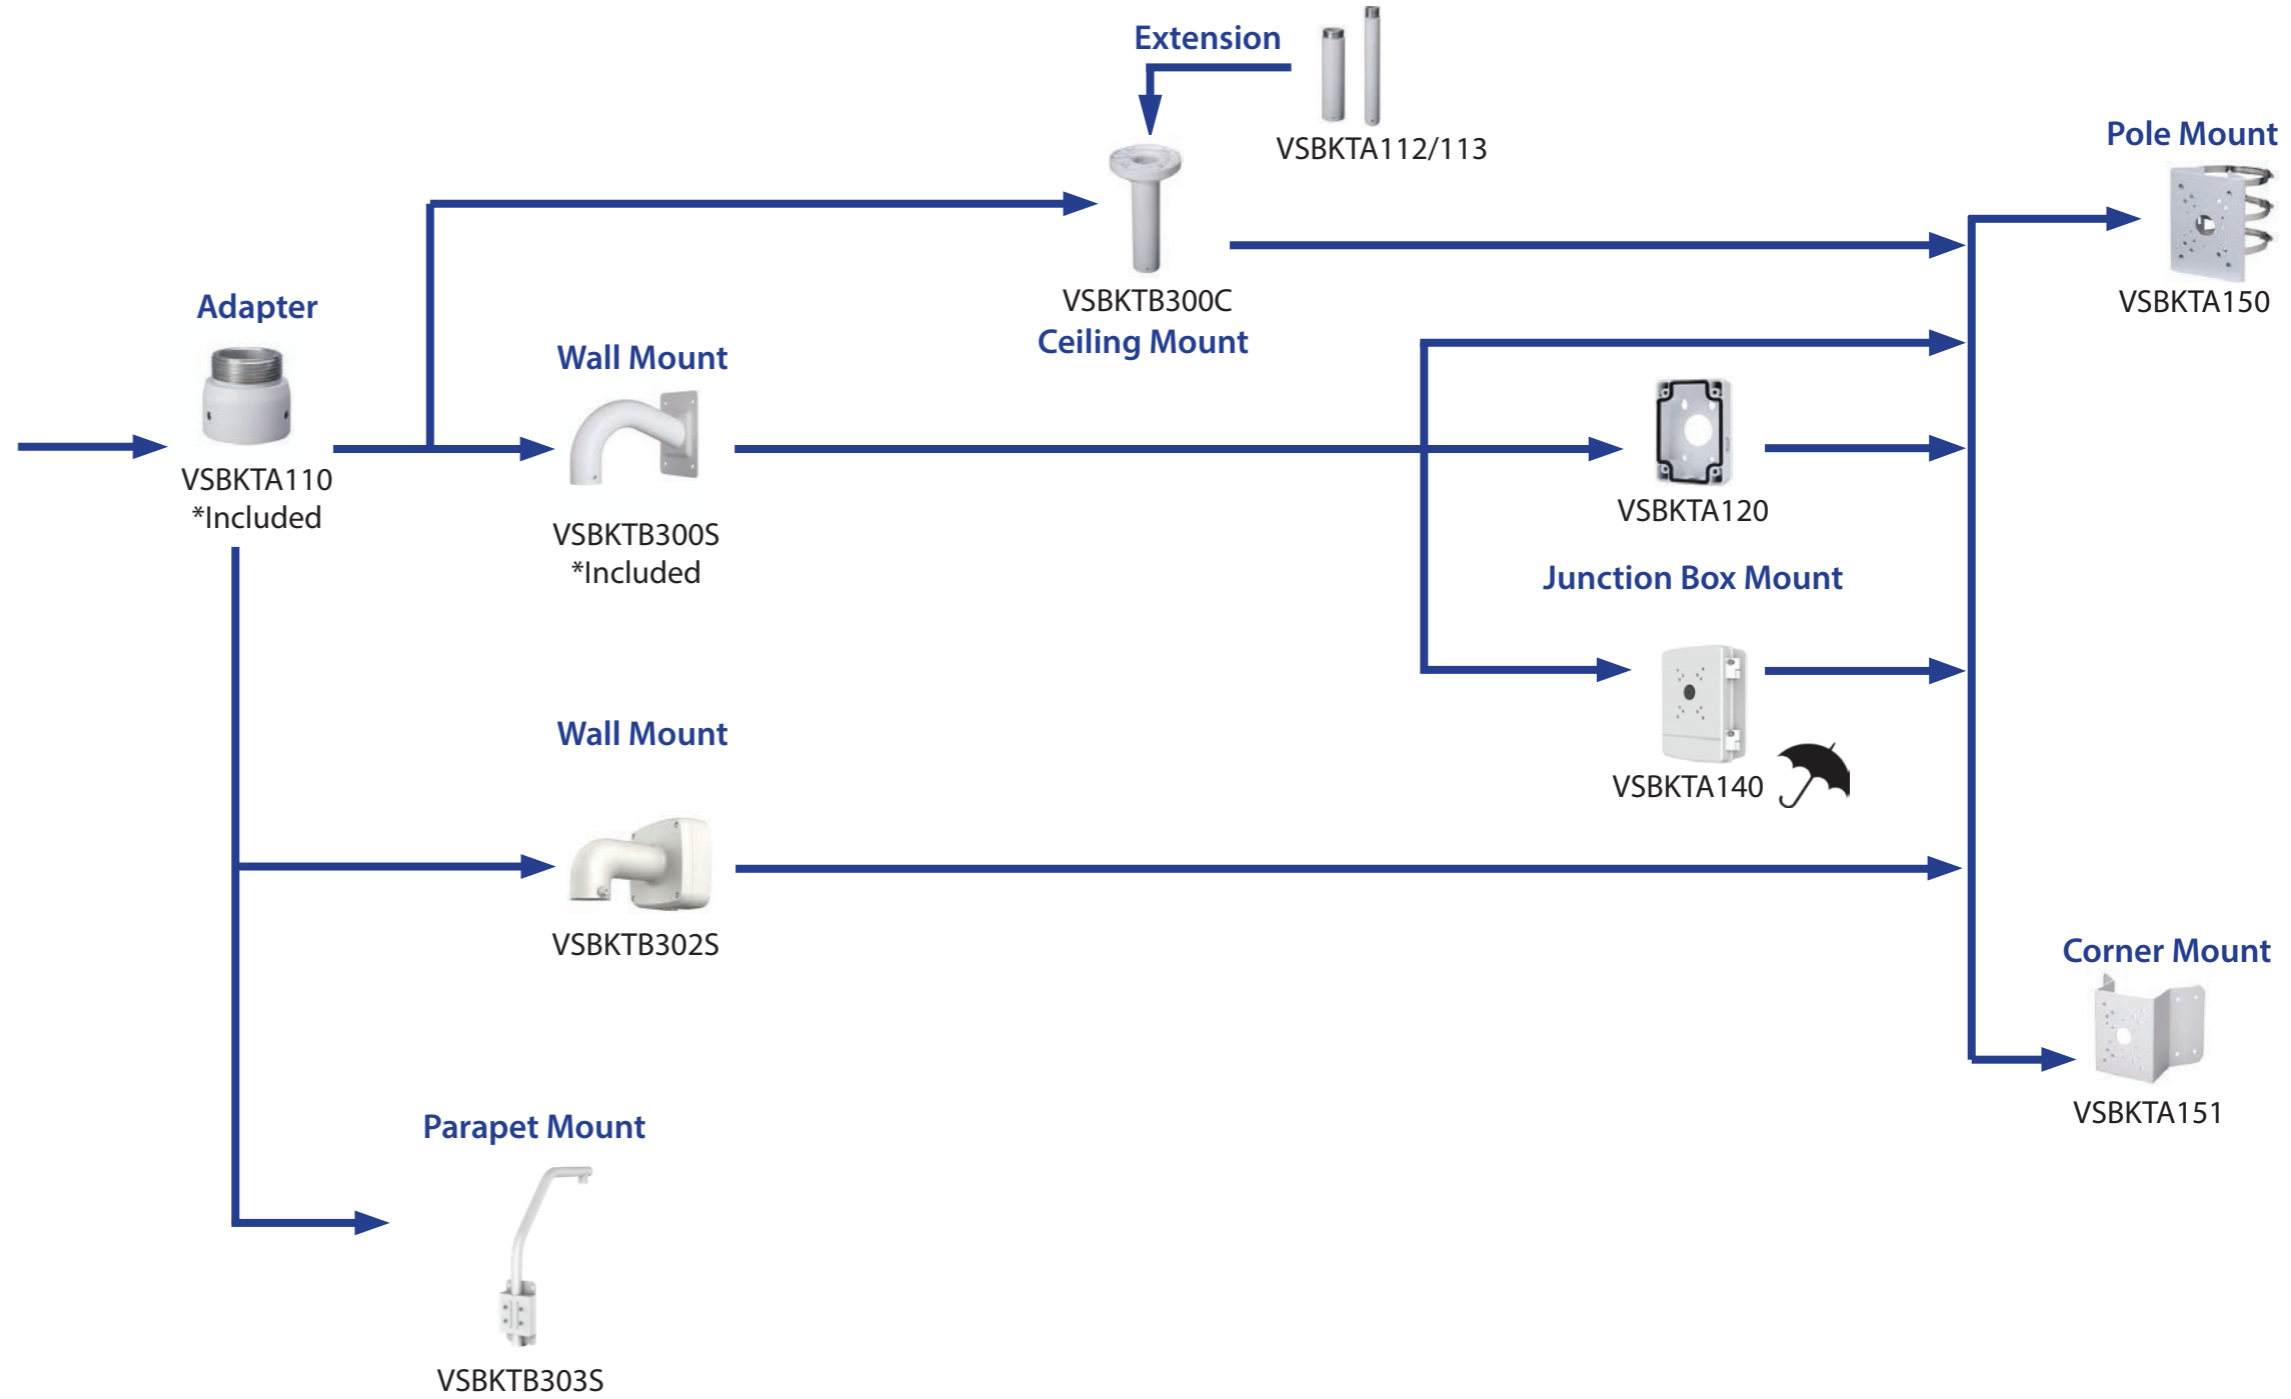 Extension
VSBKTA112/113
Pole Mount
VSBKTA150
VSBKTB300C
Ceiling Mount
Adapter
VSBKTA110
*Included
Wall Mount
VSBKTB300S
*Included
VSBKTA120
Junction Box Mount
VSBKTA140
Wall Mount
VSBKTB302S
Corner Mount
VSBKTA151
Parapet Mount
VSBKTB303S